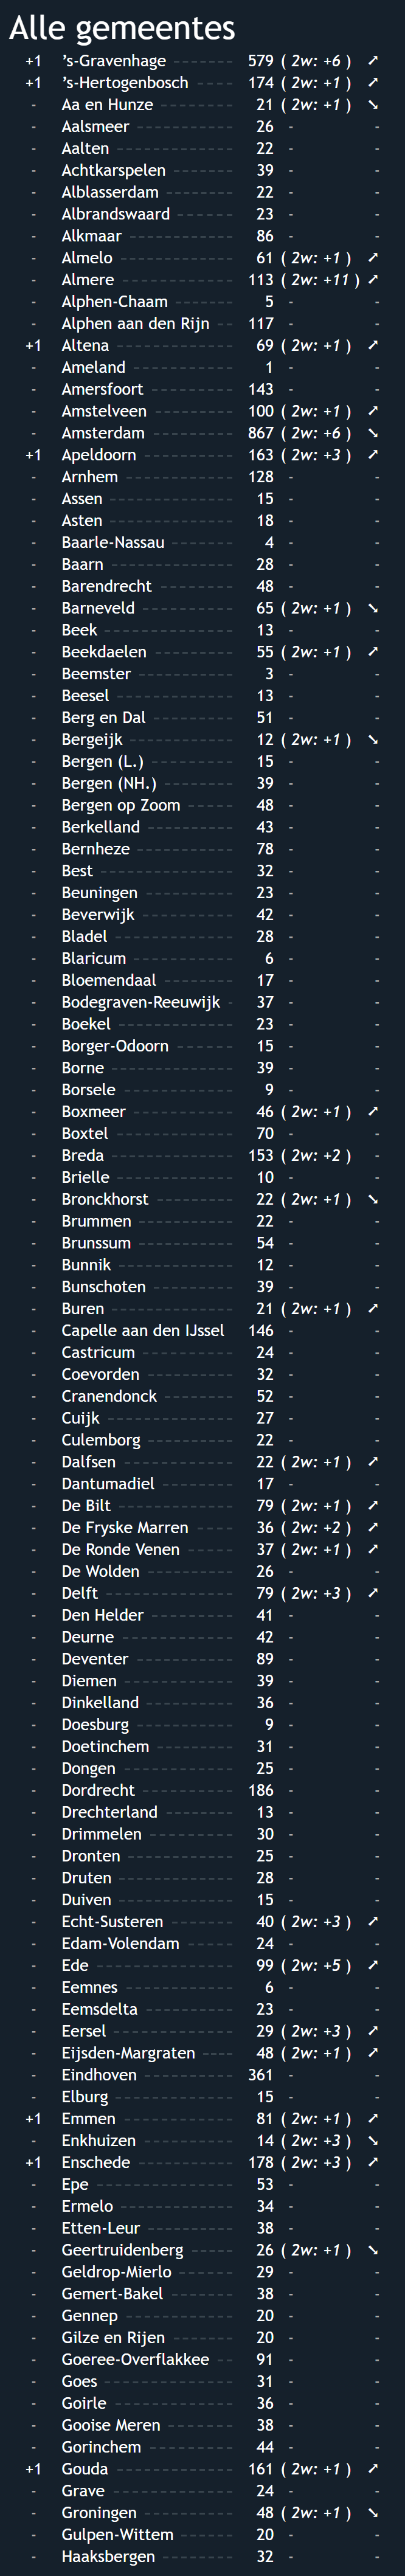 Alle gemeentes
+1 ’s-Gravenhage 579 ( 2w: +6 ) ➚
+1 ’s-Hertogenbosch 174 ( 2w: +1 ) ➚
- Aa en Hunze 21 ( 2w: +1 ) ➘
- Aalsmeer 26 - -
- Aalten 22 - -
- Achtkarspelen 39 - -
- Alblasserdam 22 - -
- Albrandswaard 23 - -
- Alkmaar 86 - -
- Almelo 61 ( 2w: +1 ) ➚
- Almere 113 ( 2w: +11 ) ➚
- Alphen-Chaam 5 - -
- Alphen aan den Rijn 117 - -
+1 Altena 69 ( 2w: +1 ) ➚
- Ameland 1 - -
- Amersfoort 143 - -
- Amstelveen 100 ( 2w: +1 ) ➚
- Amsterdam 867 ( 2w: +6 ) ➘
+1 Apeldoorn 163 ( 2w: +3 ) ➚
- Arnhem 128 - -
- Assen 15 - -
- Asten 18 - -
- Baarle-Nassau 4 - -
- Baarn 28 - -
- Barendrecht 48 - -
- Barneveld 65 ( 2w: +1 ) ➘
- Beek 13 - -
- Beekdaelen 55 ( 2w: +1 ) ➚
- Beemster 3 - -
- Beesel 13 - -
- Berg en Dal 51 - -
- Bergeijk 12 ( 2w: +1 ) ➘
- Bergen (L.) 15 - -
- Bergen (NH.) 39 - -
- Bergen op Zoom 48 - -
- Berkelland 43 - -
- Bernheze 78 - -
- Best 32 - -
- Beuningen 23 - -
- Beverwijk 42 - -
- Bladel 28 - -
- Blaricum 6 - -
- Bloemendaal 17 - -
- Bodegraven-Reeuwijk 37 - -
- Boekel 23 - -
- Borger-Odoorn 15 - -
- Borne 39 - -
- Borsele 9 - -
- Boxmeer 46 ( 2w: +1 ) ➚
- Boxtel 70 - -
- Breda 153 ( 2w: +2 ) -
- Brielle 10 - -
- Bronckhorst 22 ( 2w: +1 ) ➘
- Brummen 22 - -
- Brunssum 54 - -
- Bunnik 12 - -
- Bunschoten 39 - -
- Buren 21 ( 2w: +1 ) ➚
- Capelle aan den IJssel 146 - -
- Castricum 24 - -
- Coevorden 32 - -
- Cranendonck 52 - -
- Cuijk 27 - -
- Culemborg 22 - -
- Dalfsen 22 ( 2w: +1 ) ➚
- Dantumadiel 17 - -
- De Bilt 79 ( 2w: +1 ) ➚
- De Fryske Marren 36 ( 2w: +2 ) ➚
- De Ronde Venen 37 ( 2w: +1 ) ➚
- De Wolden 26 - -
- Delft 79 ( 2w: +3 ) ➚
- Den Helder 41 - -
- Deurne 42 - -
- Deventer 89 - -
- Diemen 39 - -
- Dinkelland 36 - -
- Doesburg 9 - -
- Doetinchem 31 - -
- Dongen 25 - -
- Dordrecht 186 - -
- Drechterland 13 - -
- Drimmelen 30 - -
- Dronten 25 - -
- Druten 28 - -
- Duiven 15 - -
- Echt-Susteren 40 ( 2w: +3 ) ➚
- Edam-Volendam 24 - -
- Ede 99 ( 2w: +5 ) ➚
- Eemnes 6 - -
- Eemsdelta 23 - -
- Eersel 29 ( 2w: +3 ) ➚
- Eijsden-Margraten 48 ( 2w: +1 ) ➚
- Eindhoven 361 - -
- Elburg 15 - -
+1 Emmen 81 ( 2w: +1 ) ➚
- Enkhuizen 14 ( 2w: +3 ) ➘
+1 Enschede 178 ( 2w: +3 ) ➚
- Epe 53 - -
- Ermelo 34 - -
- Etten-Leur 38 - -
- Geertruidenberg 26 ( 2w: +1 ) ➘
- Geldrop-Mierlo 29 - -
- Gemert-Bakel 38 - -
- Gennep 20 - -
- Gilze en Rijen 20 - -
- Goeree-Overflakkee 91 - -
- Goes 31 - -
- Goirle 36 - -
- Gooise Meren 38 - -
- Gorinchem 44 - -
+1 Gouda 161 ( 2w: +1 ) ➚
- Grave 24 - -
- Groningen 48 ( 2w: +1 ) ➘
- Gulpen-Wittem 20 - -
- Haaksbergen 32 - -